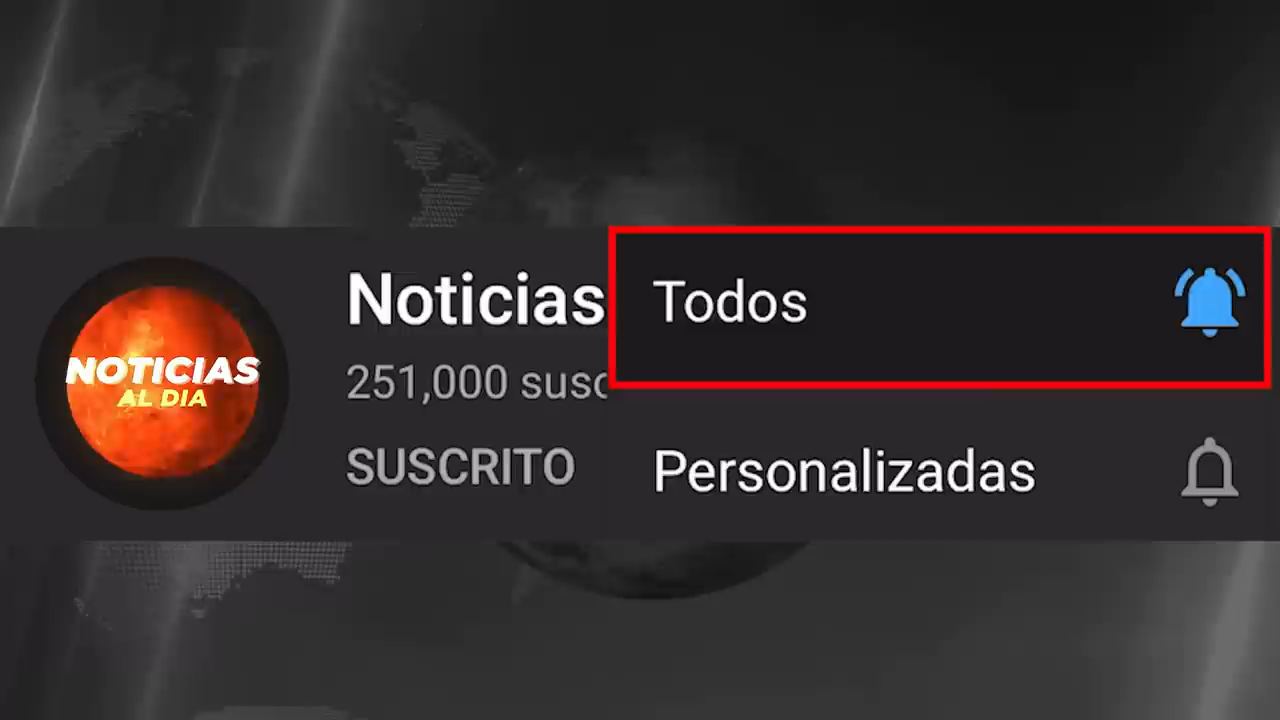 NOTICIAS
AL DIA
Noticias
251,000 susc
SUSCRITO
Todos
Personalizadas